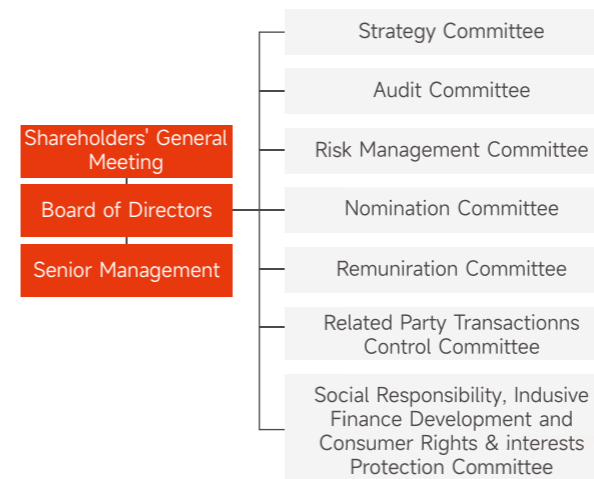 Shareholders' General
Meeting
Board of Directors
Senior Management
Strategy Committee
Audit Committee
Risk Management Committee
Nomination Committee
Remuniration Committee
Related Party Transactionns
Control Committee
Social Responsibility, Indusive
Finance Development and
Consumer Rights & interests
Protection Committee